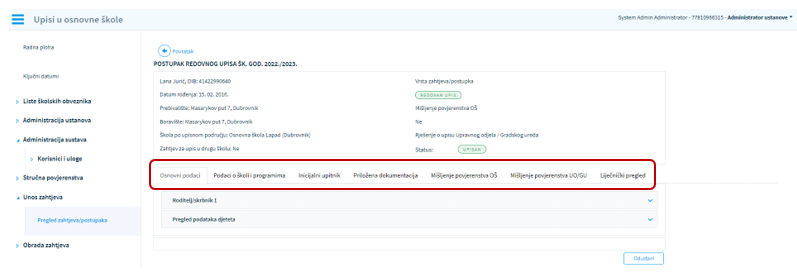 Upisi u osnovne škole
System Admin Administrator - 77810966315 - Administrator ustanove
Radna ploha
Ključni datumi
Liste školskih obveznika
Administracija ustanova
Administracija sustava
Korisnici i uloge
Stručna povjerenstva
Unos zahtjeva
Pregled zahtjeva/postupaka
Obrada zahtjeva
Povratak
POSTUPAK REDOVNOG UPISA ŠK. GOD. 2022./2023.
Lana Jurić, OIB: 41422990640
Datum rođenja: 15. 02. 2016.
Prebivalište: Masarykov put 7, Dubrovnik
Boravište: Masarykov put 7, Dubrovnik
Škola po upisnom području: Osnovna škola Lapad (Dubrovnik)
Zahtjev za upis u drugu školu: Ne
Vrsta zahtjeva/postupka
REDOVAN UPIS
Mišljenje povjerenstva OŠ
Ne
Rješenje o upisu Upravnog odjela / Gradskog ureda
Status: UPISAN
Osnovni podaci Podaci o školi i programima Inicijalni upitnik Priložena dokumentacija Mišljenje povjerenstva OŠ Mišljenje povjerenstva UO/GU Liječnički pregled
Roditelj/skrbnik 1
Pregled podataka djeteta
Odustani